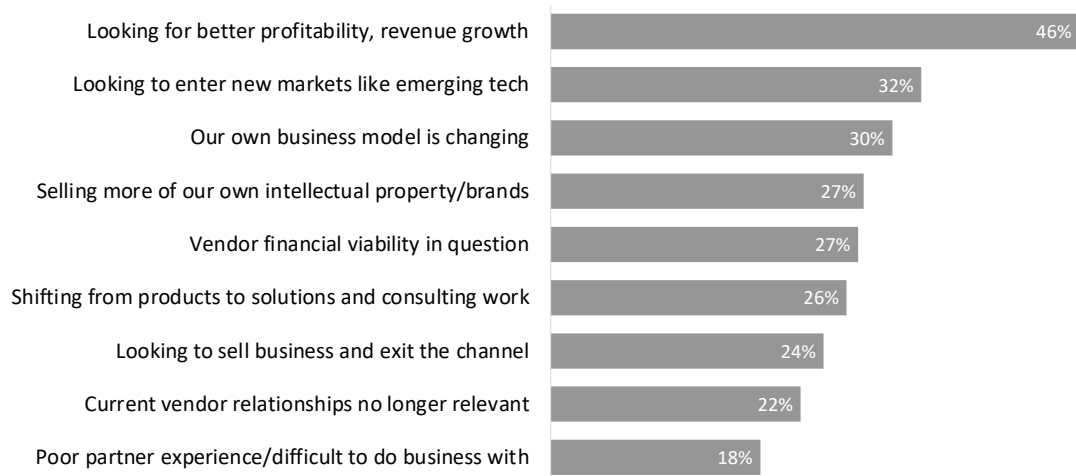 Looking for better profitability, revenue growth 46%
Looking to enter new markets like emerging tech 32%
Our own business model is changing 30%
Selling more of our own intellectual property/brands 27%
Vendor financial viability in question 27%
Shifting from products to solutions and consulting work 26%
Looking to sell business and exit the channel 24%
Current vendor relationships no longer relevant 22%
Poor partner experience/difficult to do business with 18%